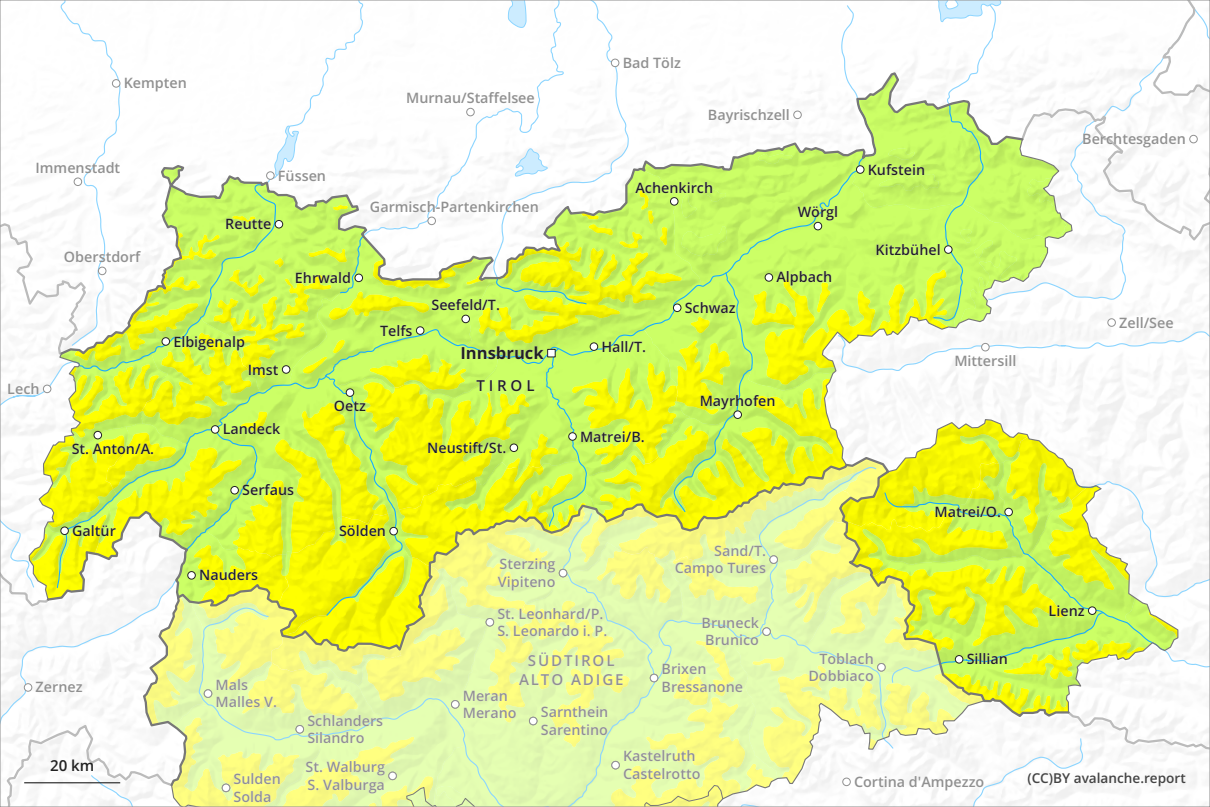 Kempten
Bad Tölz
Murnau/Staffelsee
Bayrischzell
Berchtesgaden
Immenstadt
Füssen
Kufstein
Achenkirch
Garmisch-Partenkirchen
Wörgl
Reutte
Oberstdorf
Kitzbühel
Ehrwald
Alpbach
Seefeld/T.
Schwaz
Zell/See
Telfs
Elbigenalp
Hall/T.
Innsbruck
Mittersill
Imst
TIROL
Lech
Oetz
Mayrhofen
Landeck
Matrei/B.
St. Anton/A.
Neustift/St.
Serfaus
Matrei/O.
Galtür
Sölden
Sand/T.
Campo Tures
Sterzing
Vipiteno
Nauders
Lienz
St. Leonhard/P.
S. Leonardo i. P.
Bruneck
Brunico
SÜDTIROL
ALTO ADIGE
Toblach
Dobbiaco
Sillian
Brixen
Bressanone
Zernez
Mals
Malles V.
Meran
Merano
Sarnthein
Sarentino
Schlanders
Silandro
Kastelruth
Castelrotto
St. Walburg
S. Valburga
20 km
Sulden
Solda
Cortina d'Ampezzo
(CC)BY avalanche.report